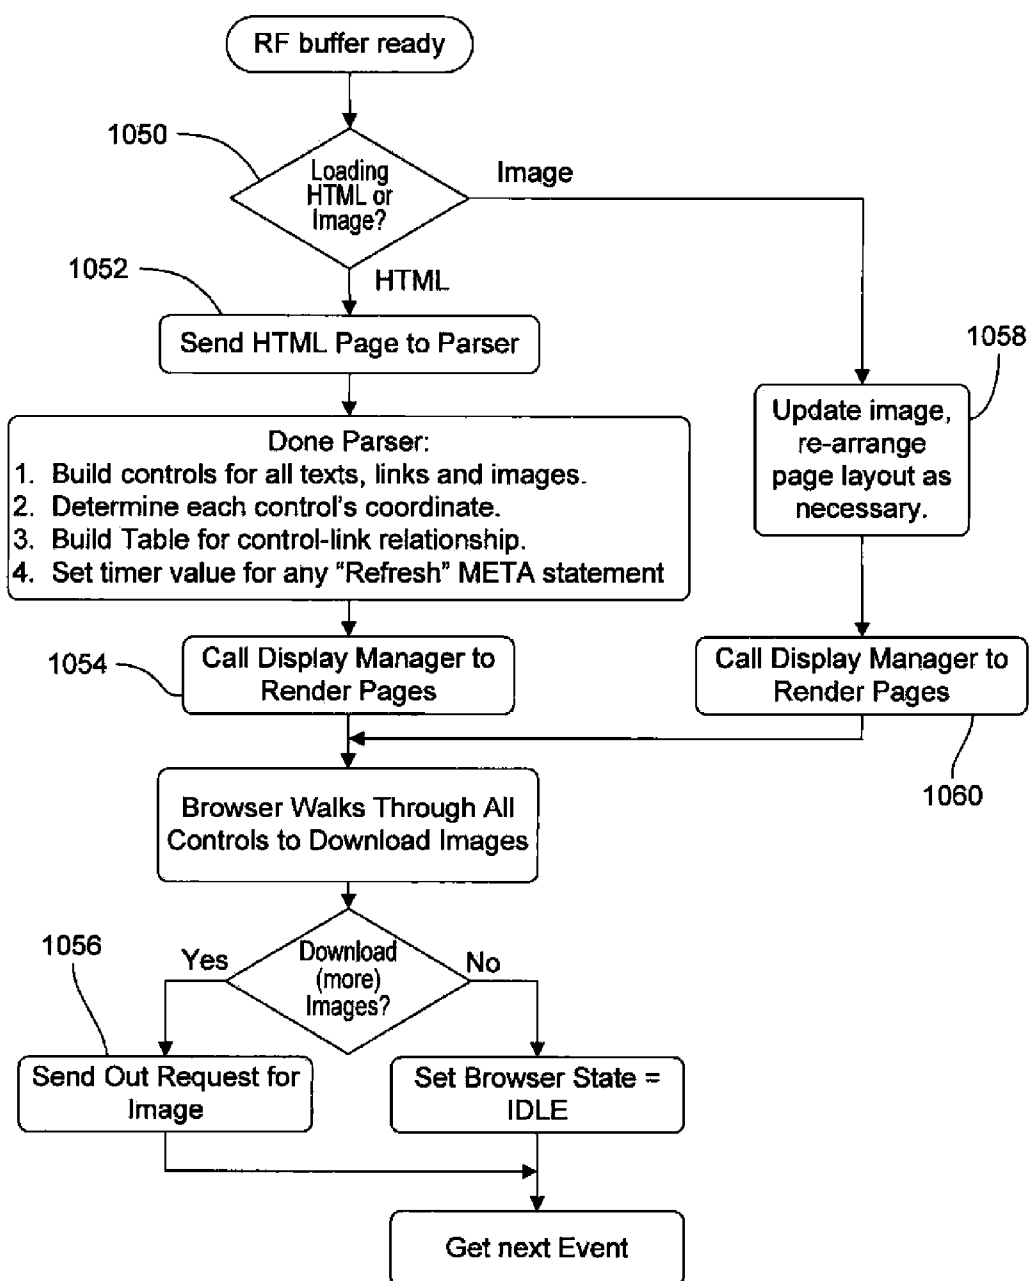 RF buffer ready
1050
Loading
HTML or
Image?
Image
1052
HTML
Send HTML Page to Parser
1058
Update image,
re-arrange
page layout as
necessary.
Done Parser:
1. Build controls for all texts, links and images.
2. Determine each control's coordinate.
3. Build Table for control-link relationship.
4. Set timer value for any "Refresh" META statement
1054
Call Display Manager to
Render Pages
Call Display Manager to
Render Pages
1060
Browser Walks Through All
Controls to Download Images
1056
Yes
Download
(more)
Images?
No
Send Out Request for
Image
Set Browser State =
IDLE
Get next Event